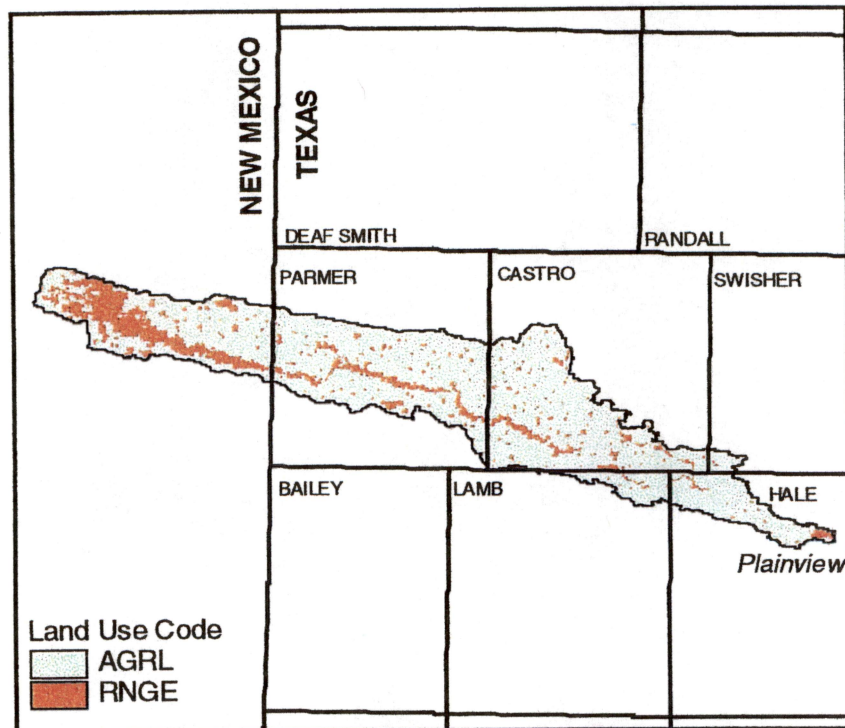 NEW MEXICO
TEXAS
DEAF SMITH
RANDALL
PARMER
CASTRO
SWISHER
BAILEY
LAMB
HALE
Plainview
Land Use Code
AGRL
RNGE